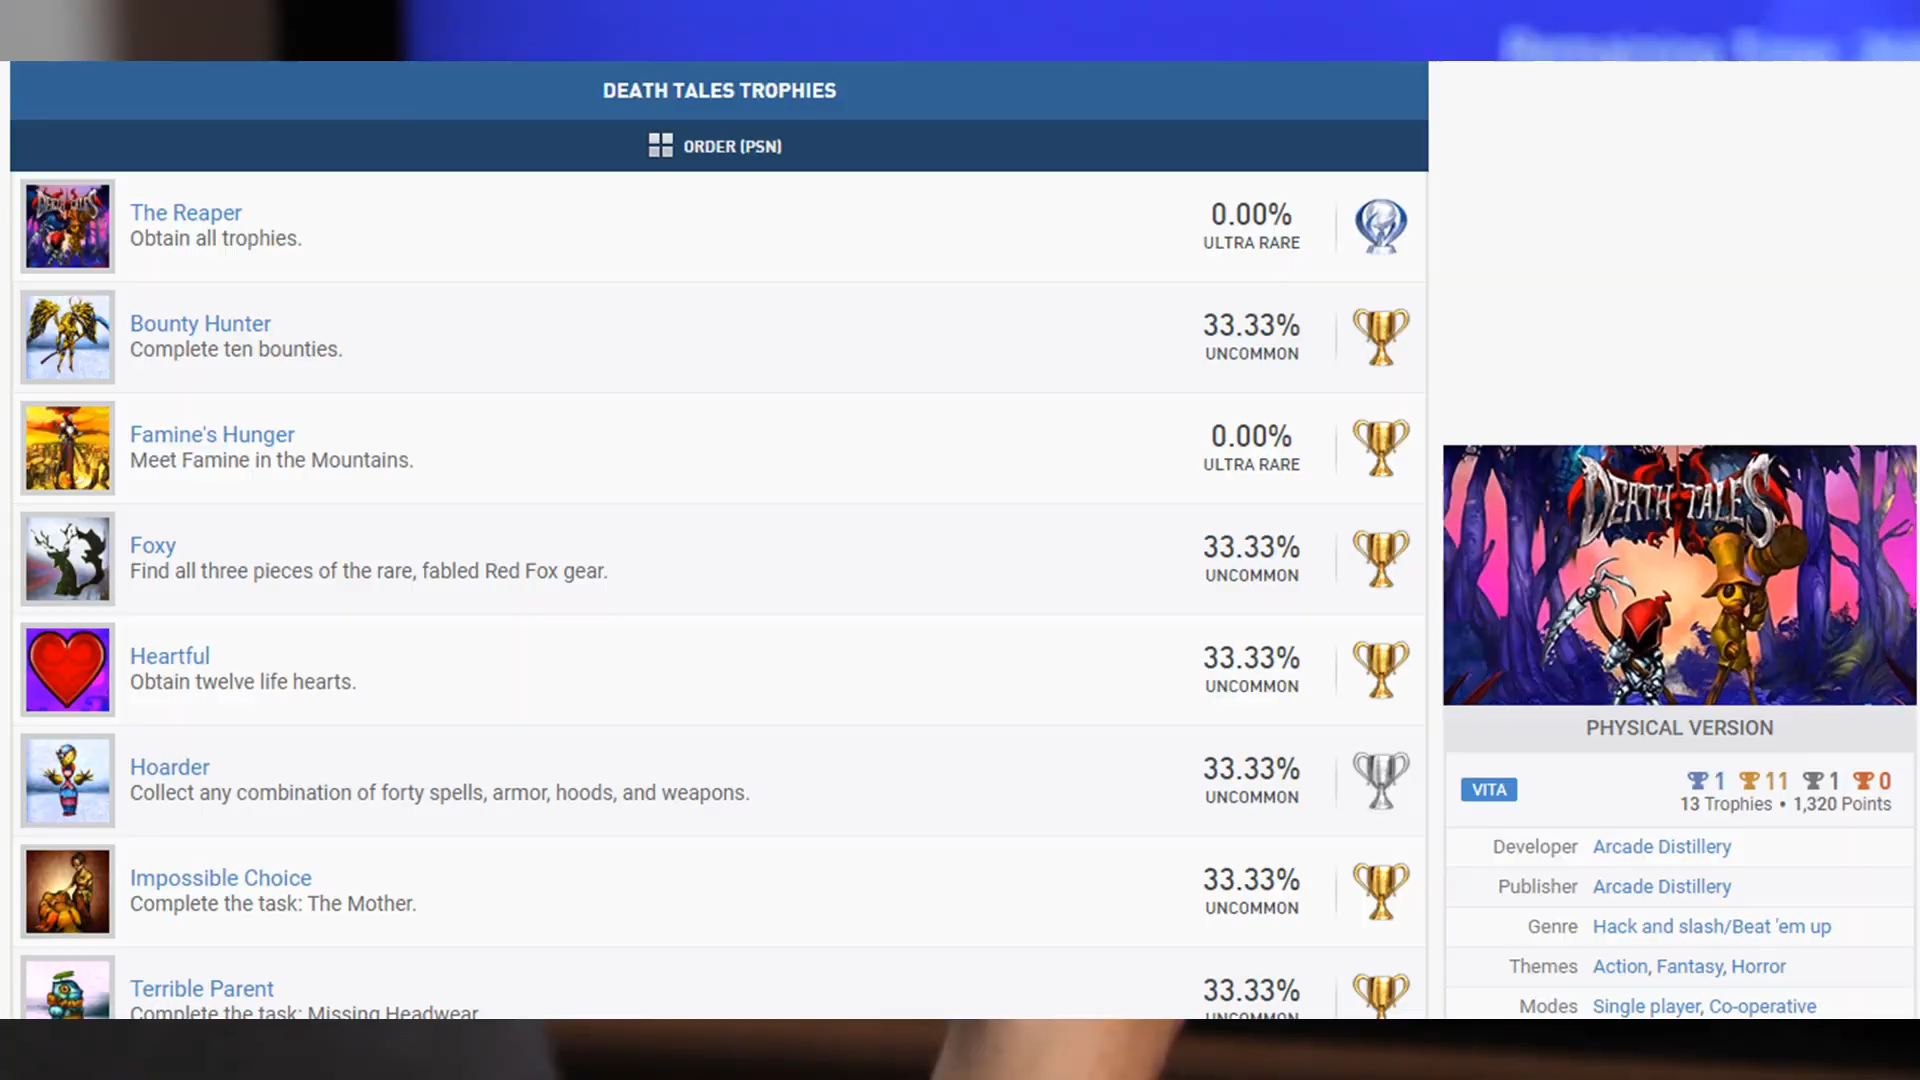 DEATH TALES TROPHIES
ORDER (PSN)
The Reaper
Obtain all trophies.
0.00%
ULTRA RARE
Bounty Hunter
Complete ten bounties.
33.33%
UNCOMMON
Famine's Hunger
Meet Famine in the Mountains.
0.00%
ULTRA RARE
Foxy
Find all three pieces of the rare, fabled Red Fox gear.
33.33%
UNCOMMON
Heartful
Obtain twelve life hearts.
33.33%
UNCOMMON
Hoarder
Collect any combination of forty spells, armor, hoods, and weapons.
33.33%
UNCOMMON
Impossible Choice
Complete the task: The Mother.
33.33%
UNCOMMON
Terrible Parent
Complete the task: Missing Headwear
33.33%
UNCOMMON
DEATH TALES
PHYSICAL VERSION
VITA
1 11 1 0
13 Trophies • 1,320 Points
Developer Arcade Distillery
Publisher Arcade Distillery
Genre Hack and slash/Beat 'em up
Themes Action, Fantasy, Horror
Modes Single player, Co-operative